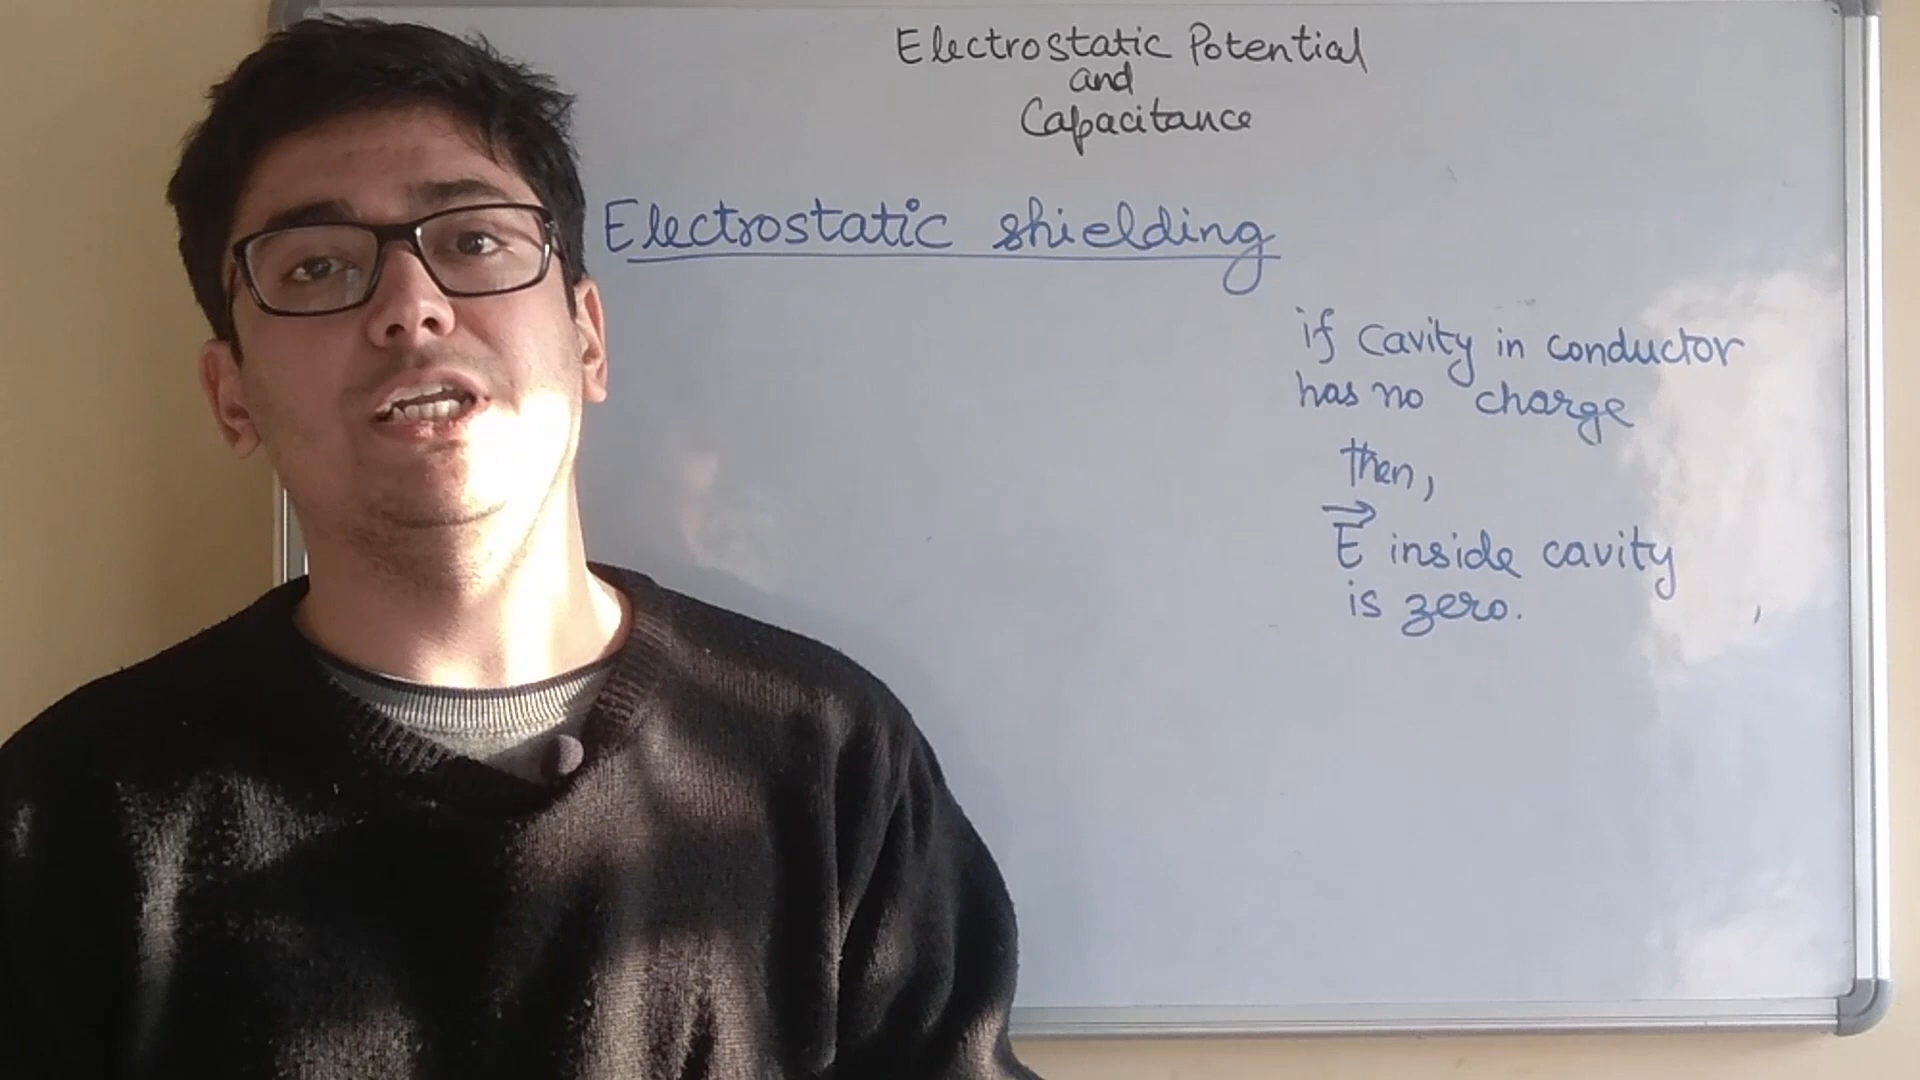 Electrostatic Potential
and
Capacitance
Electrostatic shielding
if cavity in conductor
has no charge
then,
E⃗ inside cavity
is zero.